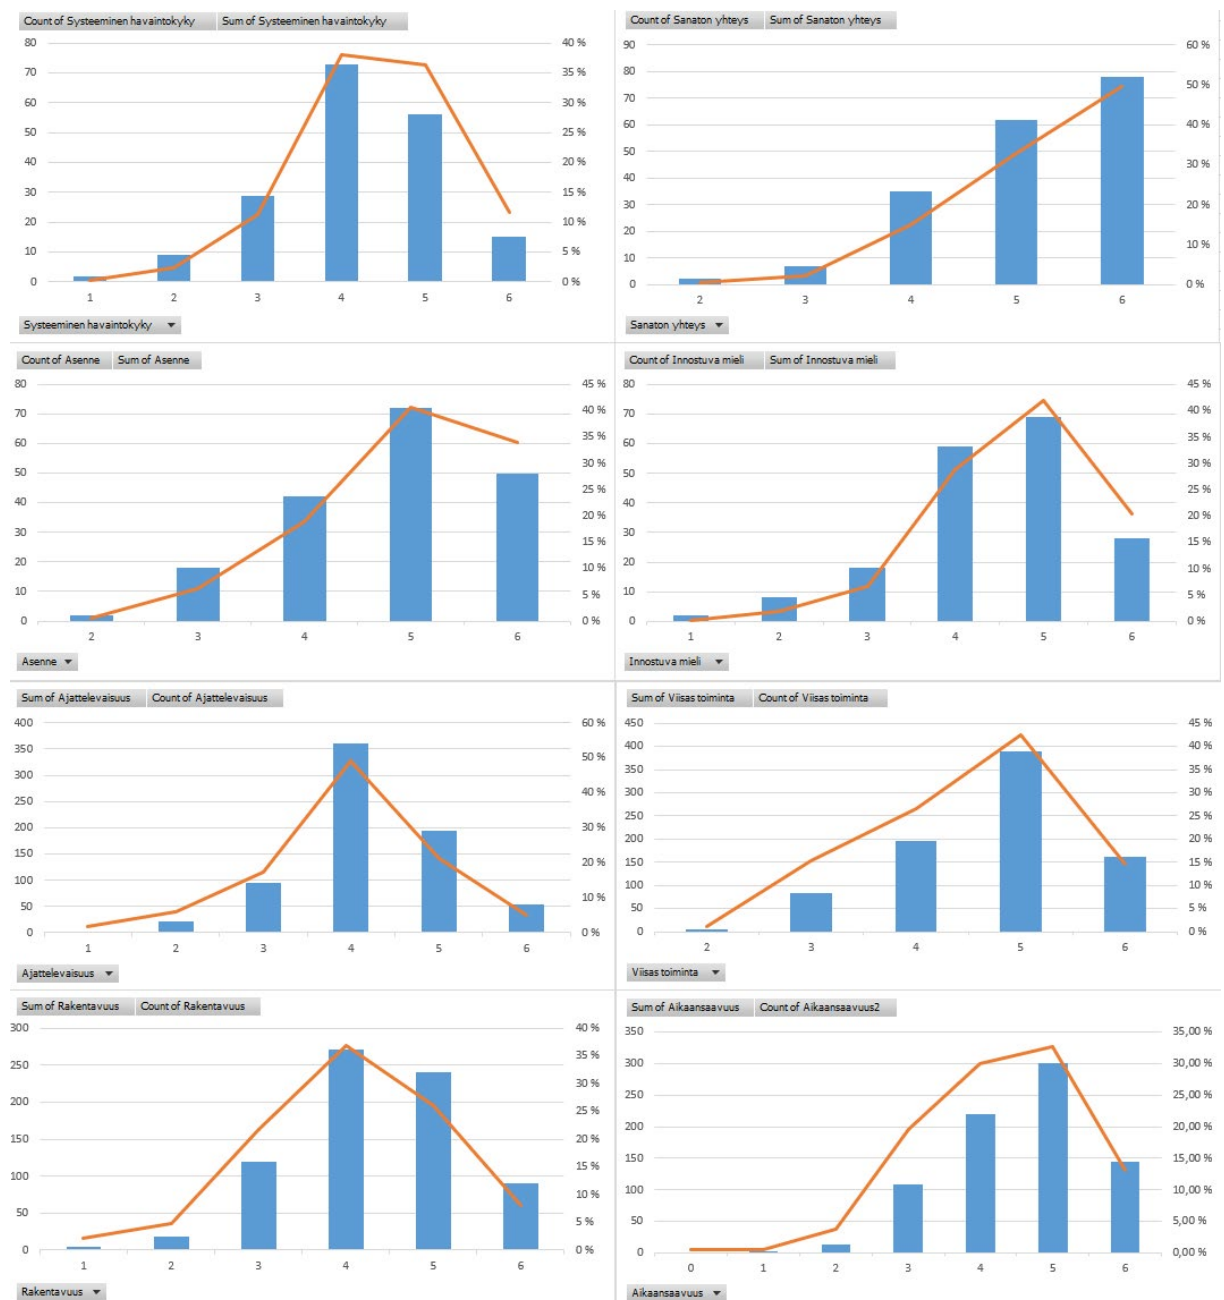 Count of Systeeminen havaintokyky Sum of Systeeminen havaintokyky
80 40 %
70 35 %
60 30 %
50 25 %
40 20 %
30 15 %
20 10 %
10 5 %
0 0 %
1 2 3 4 5 6
Systeeminen havaintokyky
Count of Sanaton yhteys Sum of Sanaton yhteys
90 60 %
80 50 %
70
60 40 %
50
40 30 %
30 20 %
20
10 10 %
0 0 %
2 3 4 5 6
Sanaton yhteys
Count of Asenne Sum of Asenne
80 45 %
70 40 %
60 35 %
50 30 %
40 25 %
30 20 %
20 15 %
10 10 %
0 5 %
0 %
2 3 4 5 6
Asenne
Count of Innostuva mieli Sum of Innostuva mieli
80 45 %
70 40 %
60 35 %
50 30 %
40 25 %
30 20 %
20 15 %
10 10 %
0 5 %
0 %
1 2 3 4 5 6
Innostuva mieli
Sum of Ajattelevaisuus Count of Ajattelevaisuus
400 60 %
350 50 %
300
250 40 %
200 30 %
150 20 %
100
50 10 %
0 0 %
1 2 3 4 5 6
Ajattelevaisuus
Sum of Viisas toiminta Count of Viisas toiminta
450 45 %
400 40 %
350 35 %
300 30 %
250 25 %
200 20 %
150 15 %
100 10 %
50 5 %
0 0 %
2 3 4 5 6
Viisas toiminta
Sum of Rakentavuus Count of Rakentavuus
300 40 %
250 35 %
200 30 %
150 25 %
100 20 %
50 15 %
0 10 %
5 %
0 %
1 2 3 4 5 6
Rakentavuus
Sum of Aikaansaavuus Count of Aikaansaavuus2
350 35,00 %
300 30,00 %
250 25,00 %
200 20,00 %
150 15,00 %
100 10,00 %
50 5,00 %
0 0,00 %
0 1 2 3 4 5 6
Aikaansaavuus